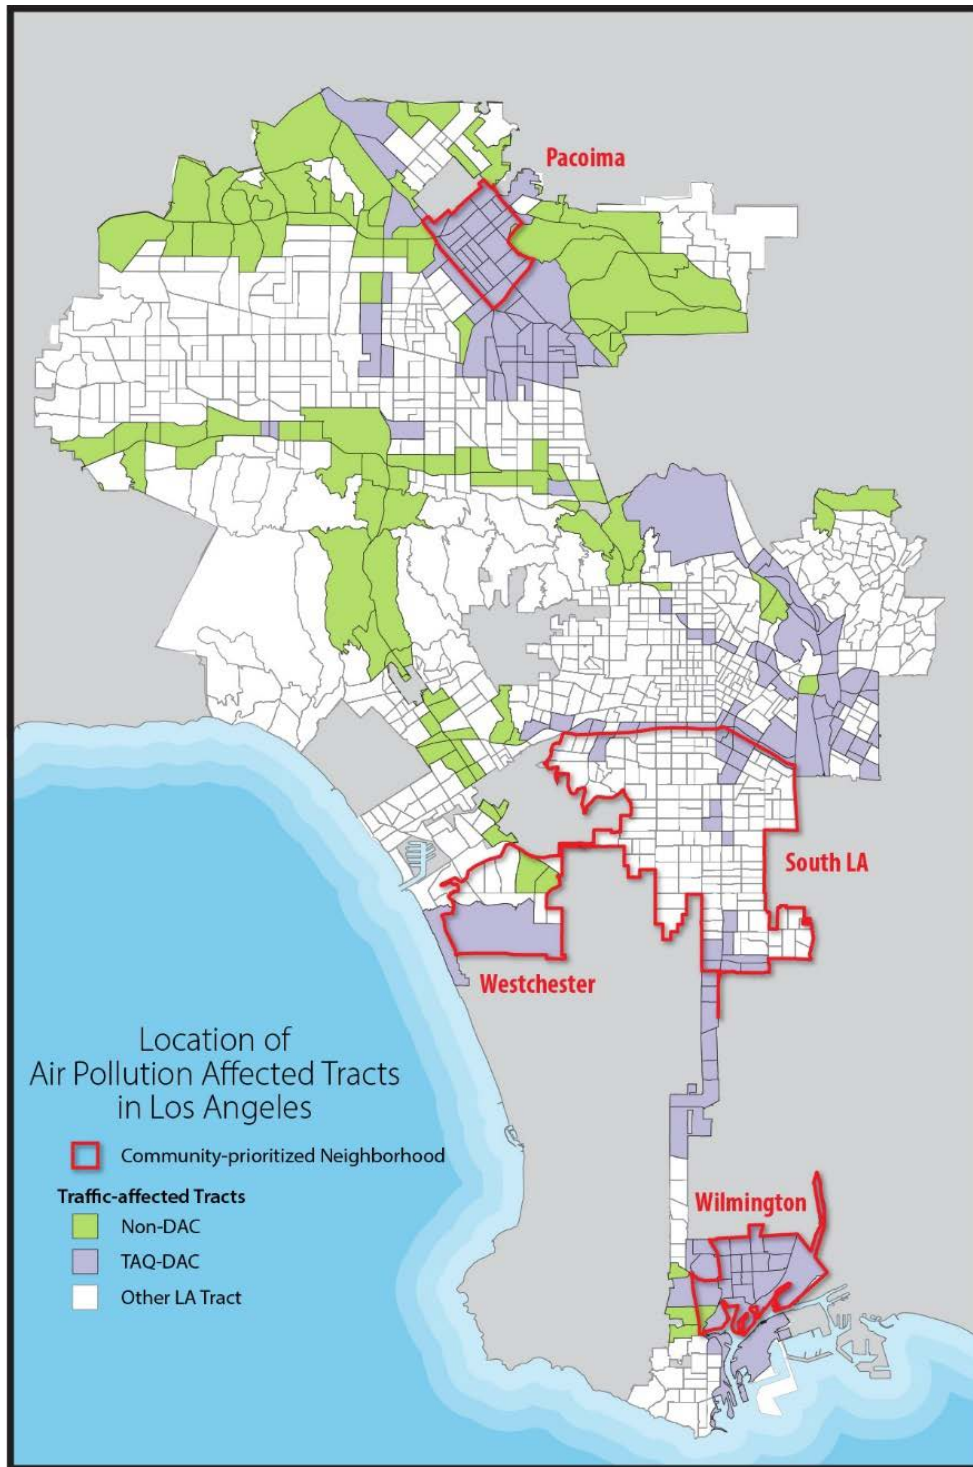 Pacoima
South LA
Westchester
Location of
Air Pollution Affected Tracts
in Los Angeles
Community-prioritized Neighborhood
Traffic-affected Tracts
Non-DAC
TAQ-DAC
Other LA Tract
Wilmington